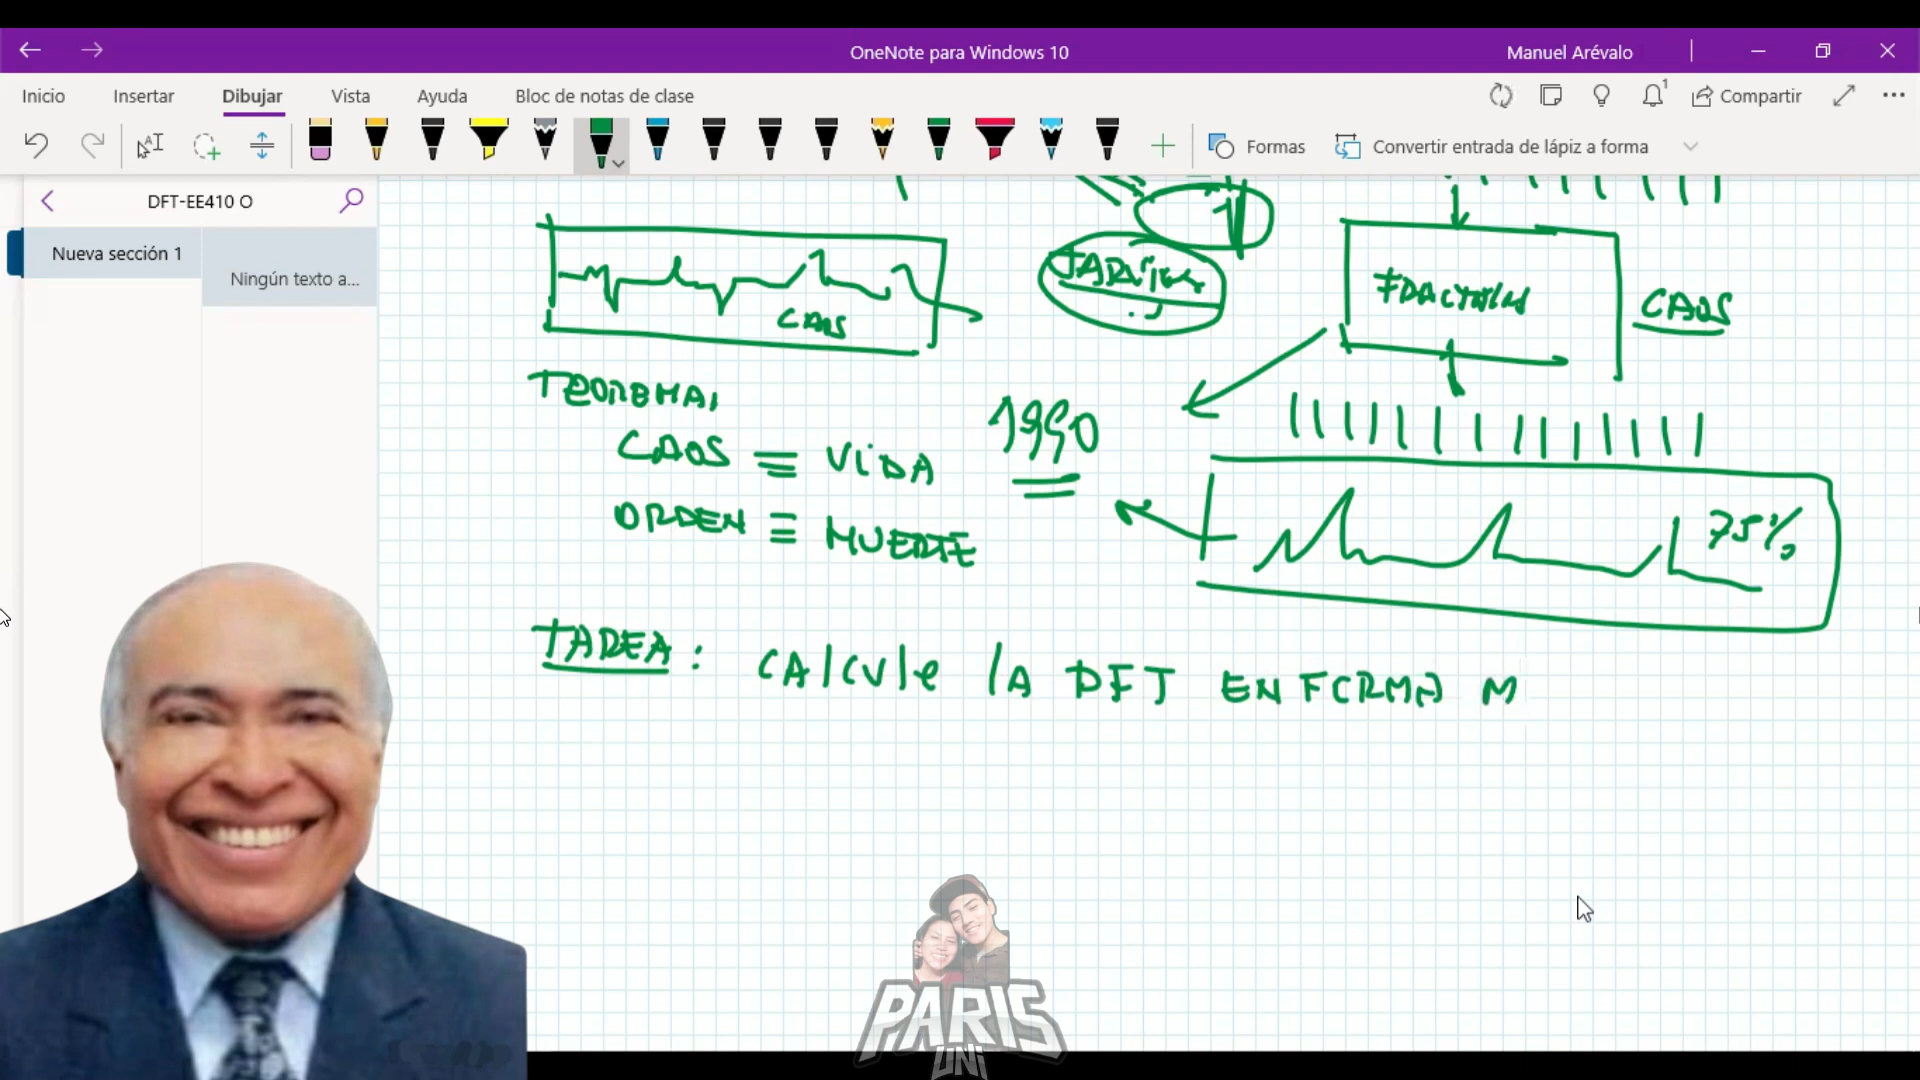 OneNote para Windows 10
Manuel Arévalo
Inicio Insertar Dibujar Vista Ayuda Bloc de notas de clase
1
Compartir
Formas
Convertir entrada de lápiz a forma
DFT-EE410 O
Nueva sección 1
Ningún texto a...
CAOS
FRACTALES
CAOS
TEOREMA,
CAOS ≡ VIDA
1990
ORDEN ≡ MUERTE
75%
TAREA: CALCULE LA DFT EN FORMA M
PARIS
UNI